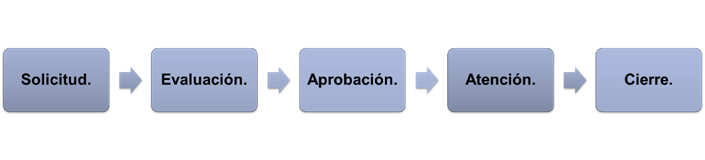 Solicitud.
Evaluación.
Aprobación.
Atención.
Cierre.